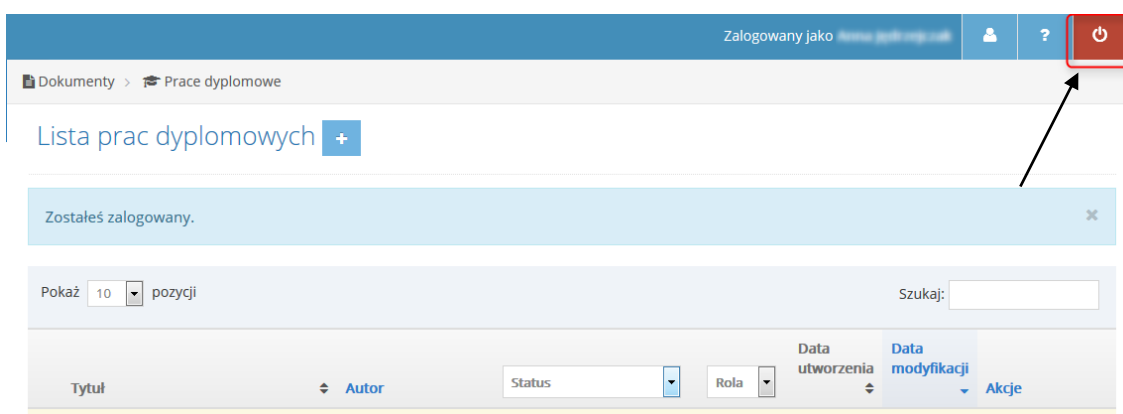 Zalogowany jako
?
Dokumenty > Prace dyplomowe
Lista prac dyplomowych +
Zostałeś zalogowany.
×
Pokaż 10 pozycji
Szukaj:
Tytuł
Autor
Status
Rola
Data
utworzenia
Data
modyfikacji
Akcje